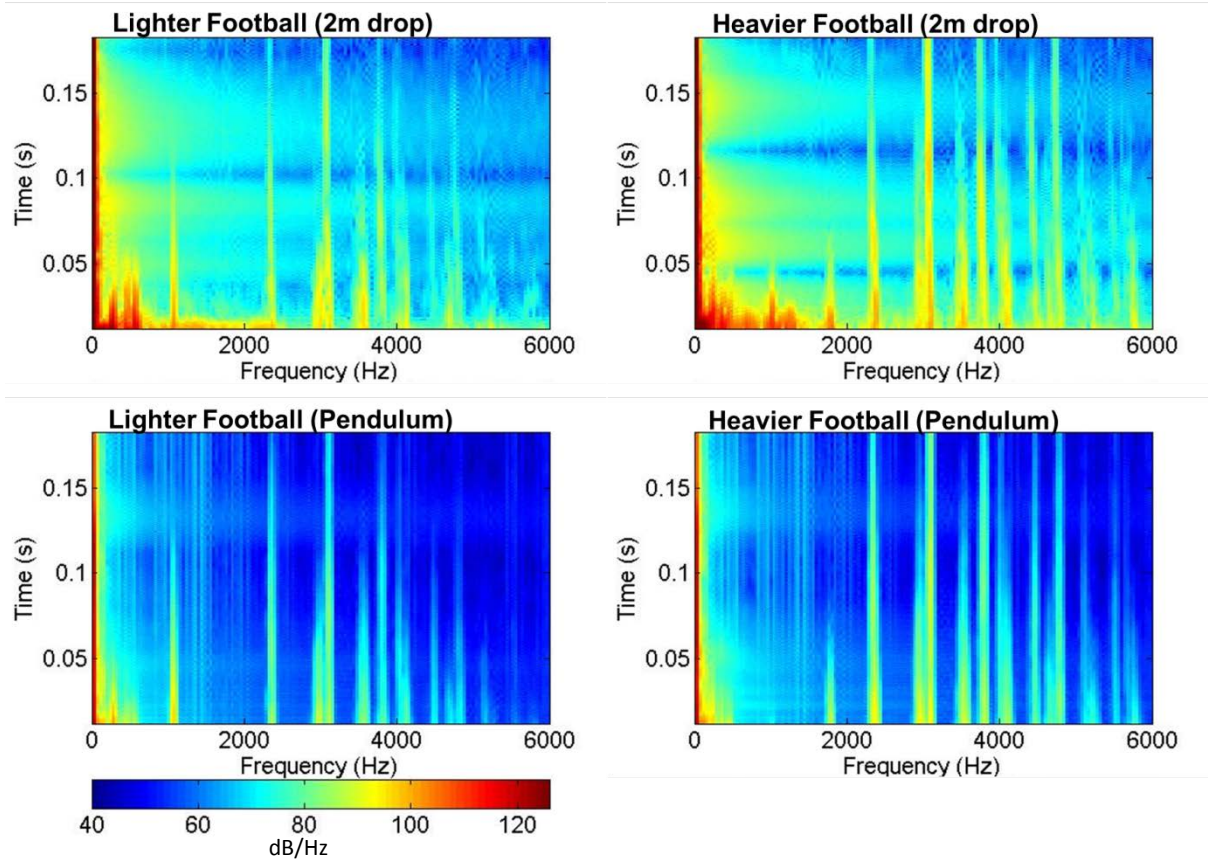 Lighter Football (2m drop)
Heavier Football (2m drop)
0.15
0.1
0.05
Time (s)
0 2000 4000 6000
Frequency (Hz)
0.15
0.1
0.05
Time (s)
0 2000 4000 6000
Frequency (Hz)
Lighter Football (Pendulum)
Heavier Football (Pendulum)
0.15
0.1
0.05
Time (s)
0 2000 4000 6000
Frequency (Hz)
0.15
0.1
0.05
Time (s)
0 2000 4000 6000
Frequency (Hz)
40 60 80 100 120
dB/Hz